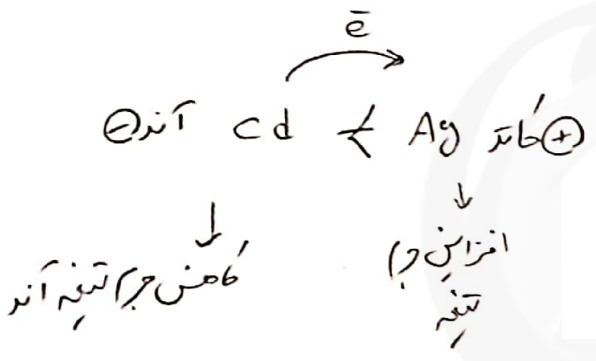 ē
⊖ آند Cd < Ag کاتد ⊕
↓ ↓
کاهش جرم تیغه آند
افزایش جرم
تیغه